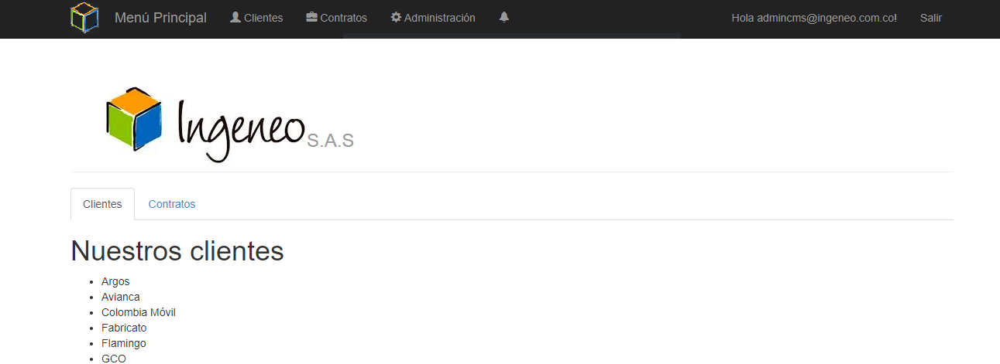 Menú Principal Clientes Contratos Administración Hola admincms@ingeneo.com.co! Salir
Ingeneo S.A.S
Clientes Contratos
Nuestros clientes
Argos
Avianca
Colombia Móvil
Fabricato
Flamingo
GCO